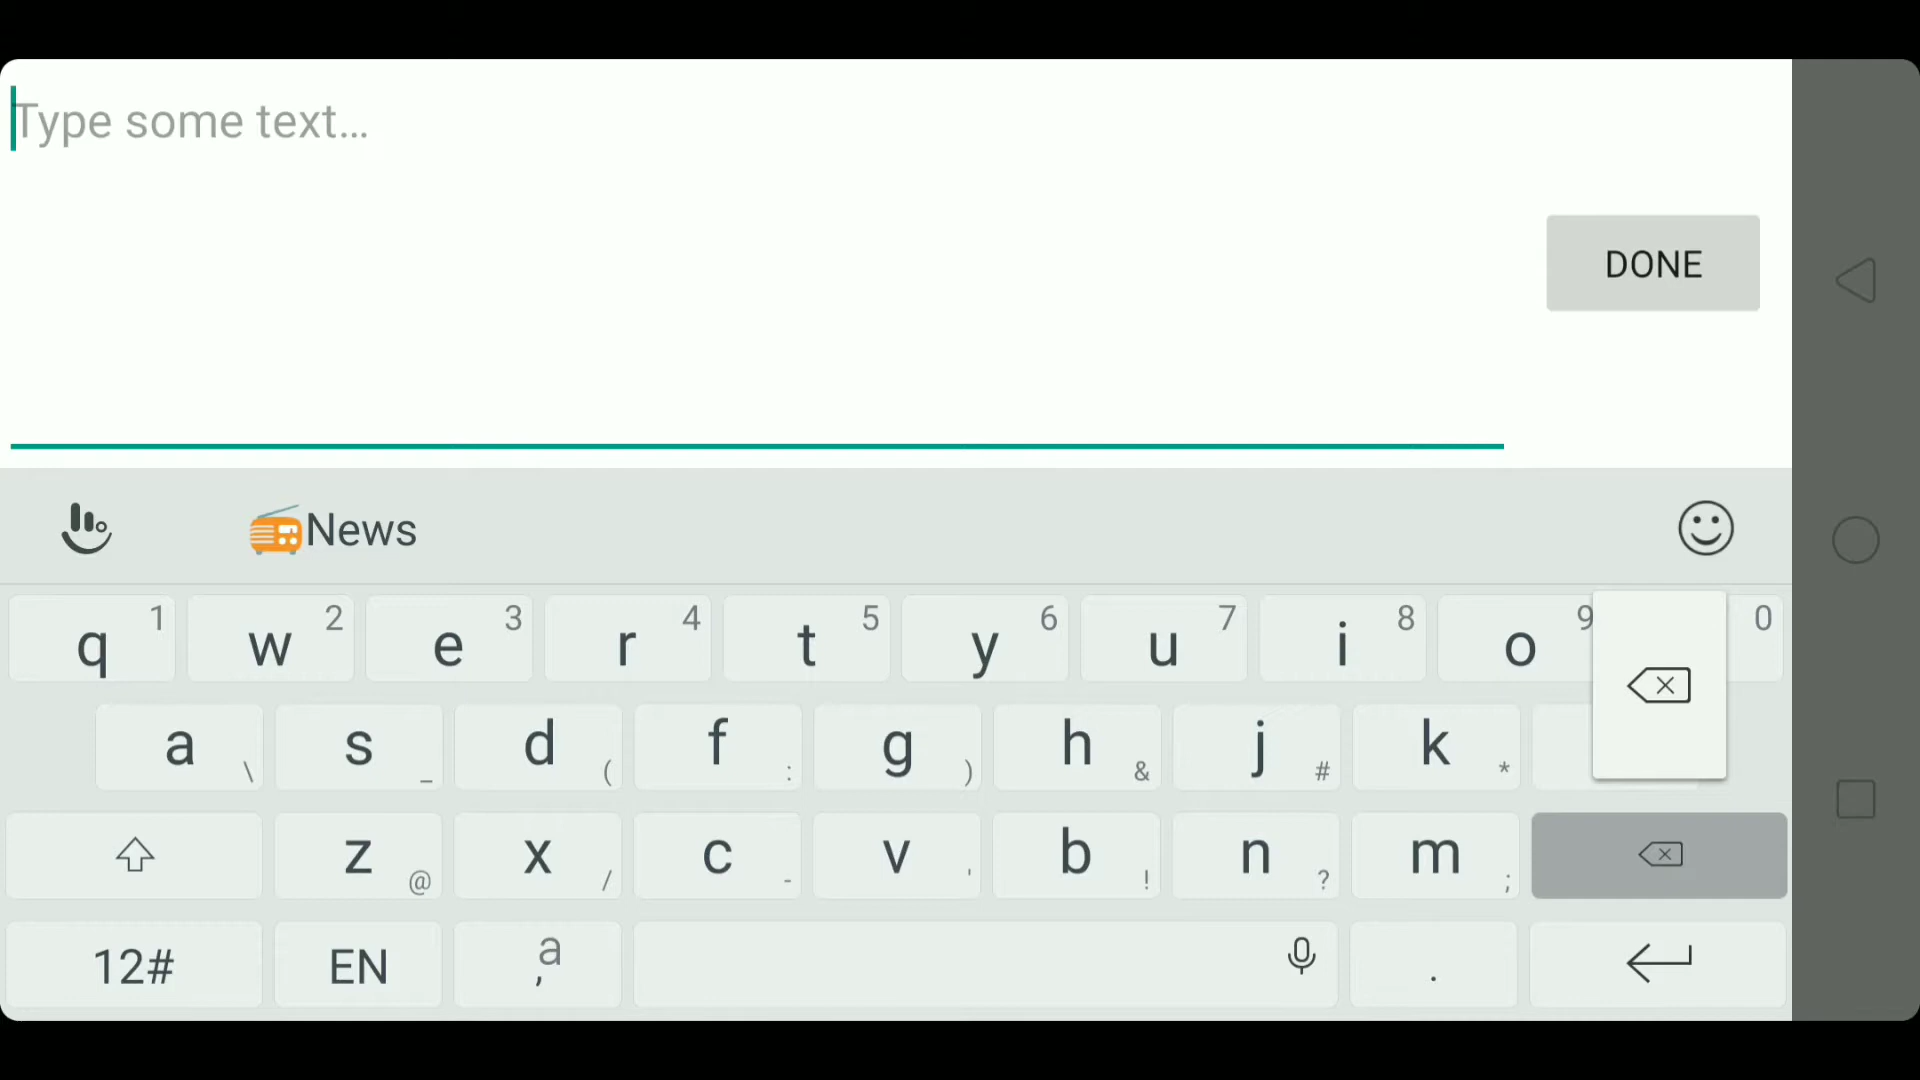 Type some text...
DONE
News
q 1 w 2 e 3 r 4 t 5 y 6 u 7 i 8 o 9 0
a \ s _ d ( f : g ) h & j # k *
z @ x / c - v ' b ! n ? m ;
12# EN , a .